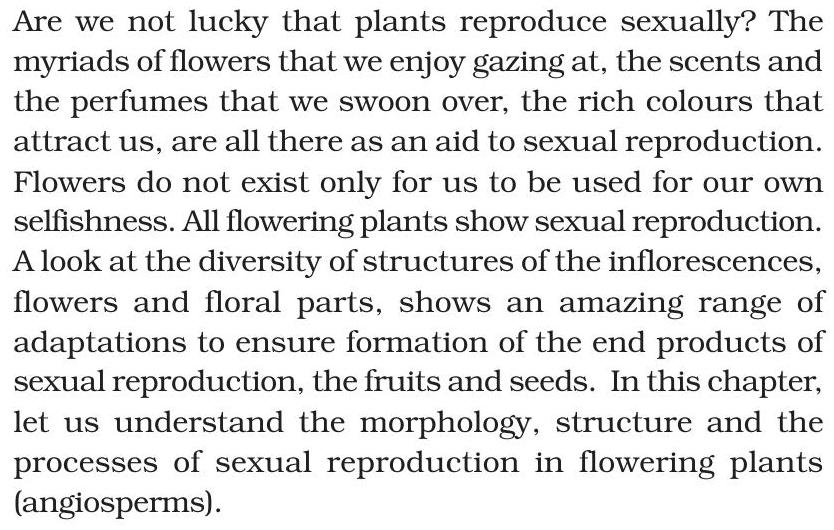 Are we not lucky that plants reproduce sexually? The
myriads of flowers that we enjoy gazing at, the scents and
the perfumes that we swoon over, the rich colours that
attract us, are all there as an aid to sexual reproduction.
Flowers do not exist only for us to be used for our own
selfishness. All flowering plants show sexual reproduction.
A look at the diversity of structures of the inflorescences,
flowers and floral parts, shows an amazing range of
adaptations to ensure formation of the end products of
sexual reproduction, the fruits and seeds. In this chapter,
let us understand the morphology, structure and the
processes of sexual reproduction in flowering plants
(angiosperms).